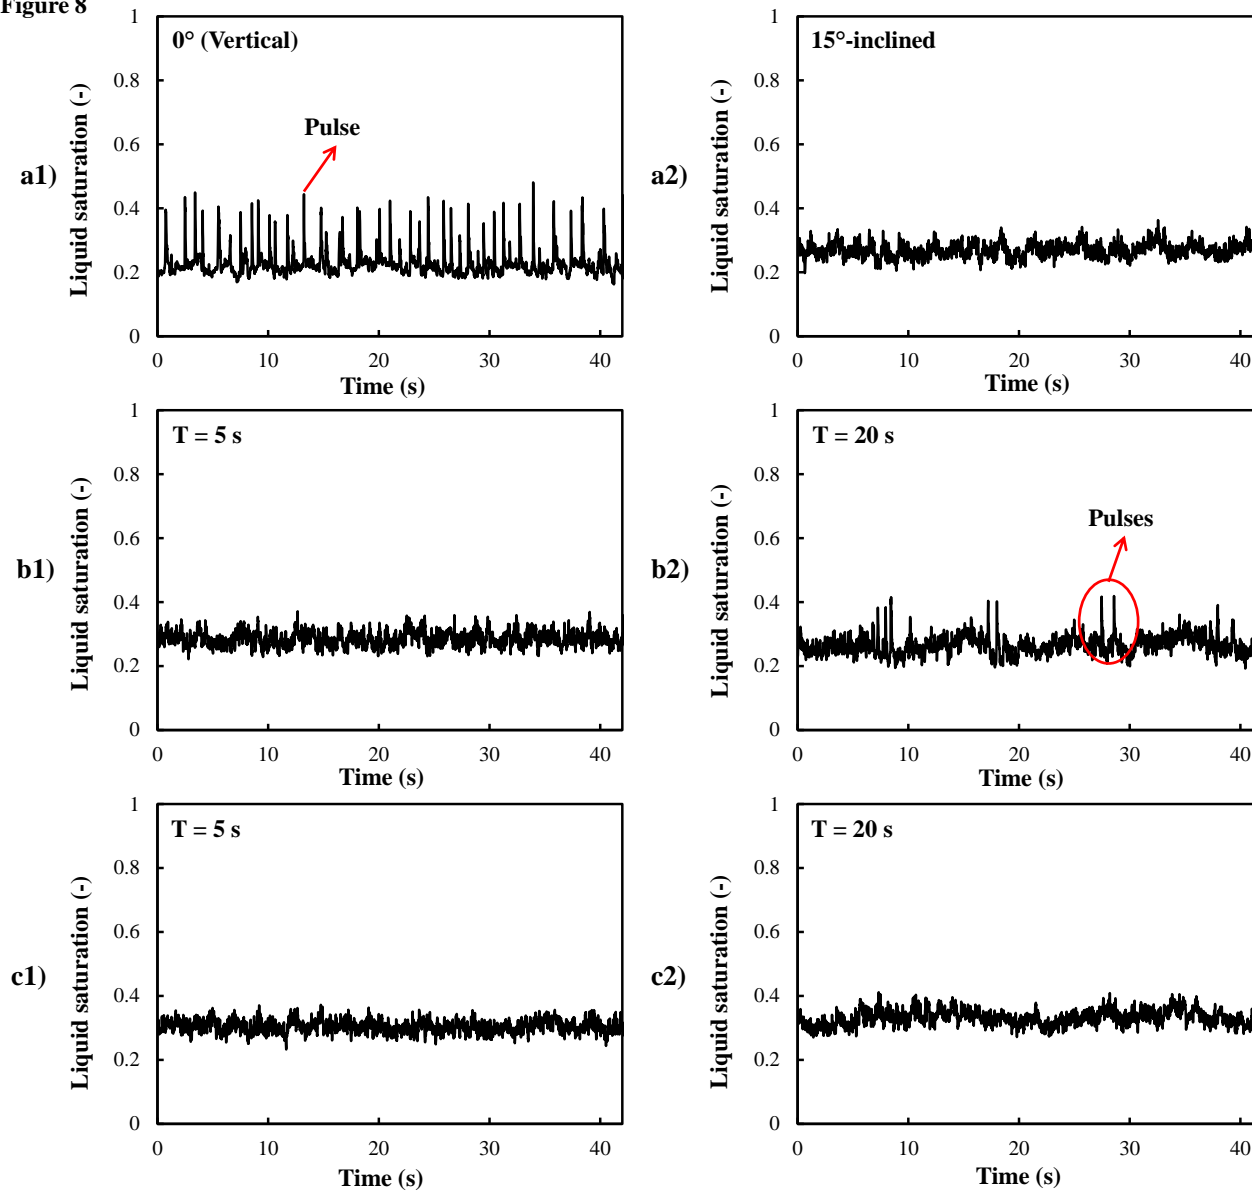 Figure 8
0° (Vertical)
Pulse
a1)
Liquid saturation (-)
1
0.8
0.6
0.4
0.2
0
0 10 20 30 40
Time (s)
15°-inclined
a2)
Liquid saturation (-)
1
0.8
0.6
0.4
0.2
0
0 10 20 30 40
Time (s)
T = 5 s
b1)
Liquid saturation (-)
1
0.8
0.6
0.4
0.2
0
0 10 20 30 40
Time (s)
T = 20 s
Pulses
b2)
Liquid saturation (-)
1
0.8
0.6
0.4
0.2
0
0 10 20 30 40
Time (s)
T = 5 s
c1)
Liquid saturation (-)
1
0.8
0.6
0.4
0.2
0
0 10 20 30 40
Time (s)
T = 20 s
c2)
Liquid saturation (-)
1
0.8
0.6
0.4
0.2
0
0 10 20 30 40
Time (s)